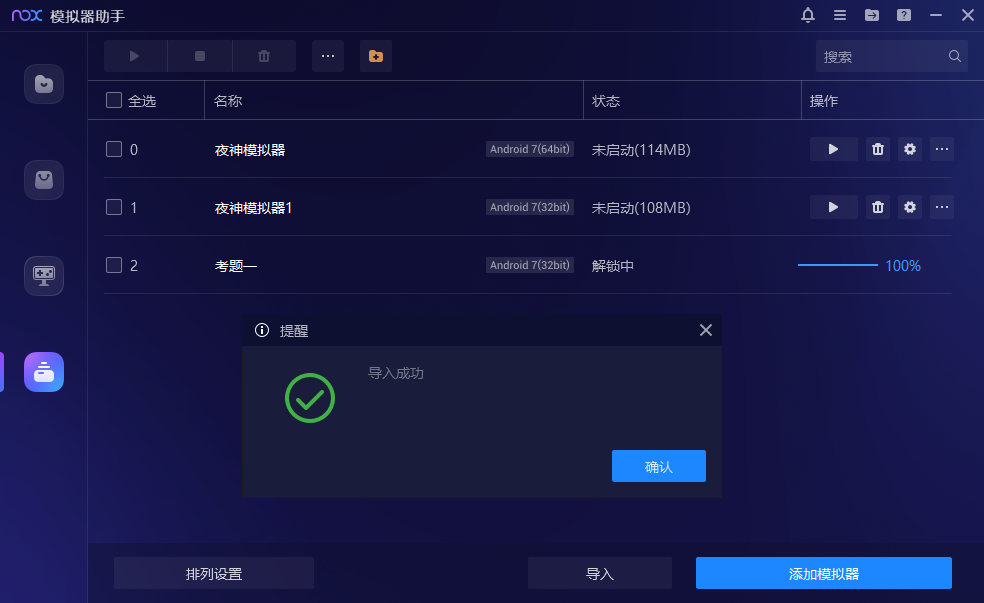 nox 模拟器助手
搜索
全选 名称 状态 操作
0 夜神模拟器 Android 7(64bit) 未启动(114MB)
1 夜神模拟器1 Android 7(32bit) 未启动(108MB)
2 考题一 Android 7(32bit) 解锁中 100%
提醒
导入成功
确认
排列设置 导入 添加模拟器